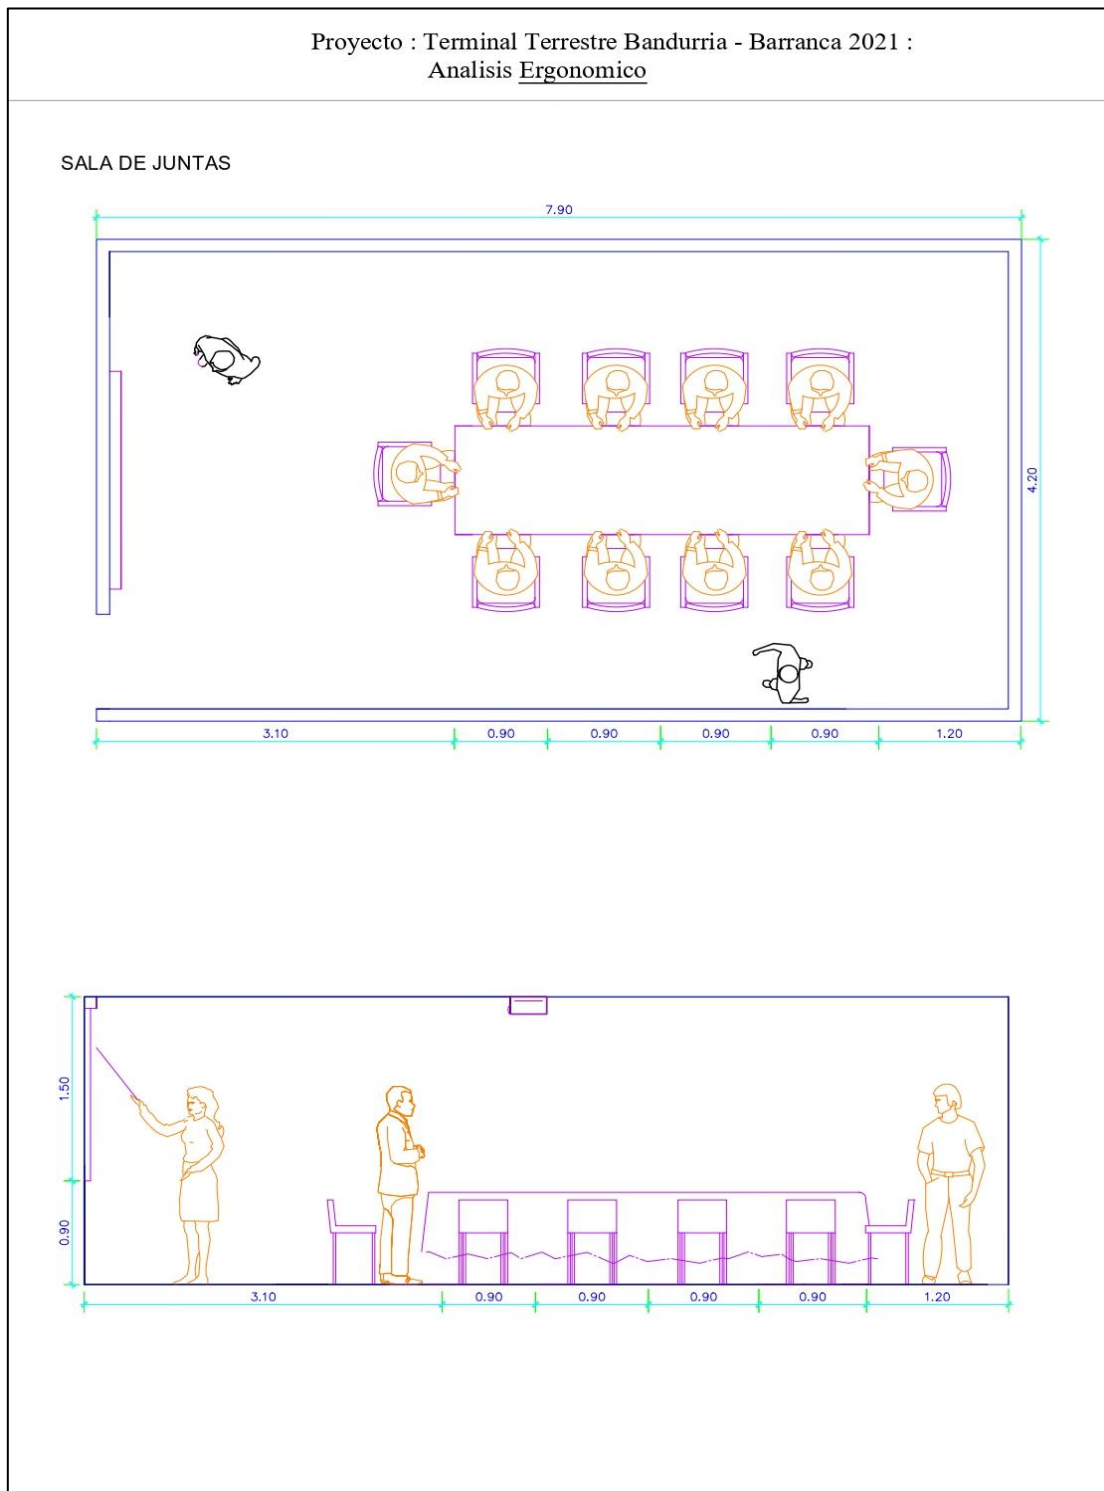 Proyecto : Terminal Terrestre Bandurria - Barranca 2021 :
Analisis Ergonomico
SALA DE JUNTAS
7.90
4.20
3.10 0.90 0.90 0.90 0.90 1.20
1.50
0.90
3.10 0.90 0.90 0.90 0.90 1.20